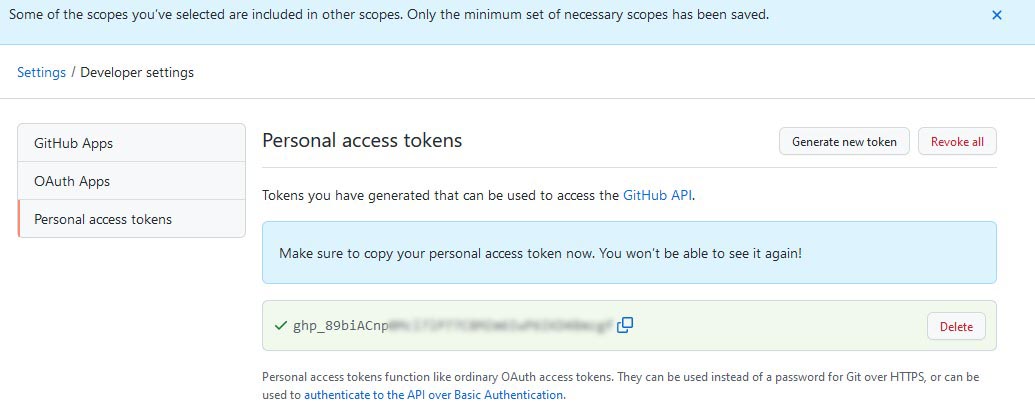 Some of the scopes you've selected are included in other scopes. Only the minimum set of necessary scopes has been saved.
Settings / Developer settings
GitHub Apps
OAuth Apps
Personal access tokens
Personal access tokens
Generate new token
Revoke all
Tokens you have generated that can be used to access the GitHub API.
Make sure to copy your personal access token now. You won't be able to see it again!
ghp_89biACnp
Delete
Personal access tokens function like ordinary OAuth access tokens. They can be used instead of a password for Git over HTTPS, or can be
used to authenticate to the API over Basic Authentication.